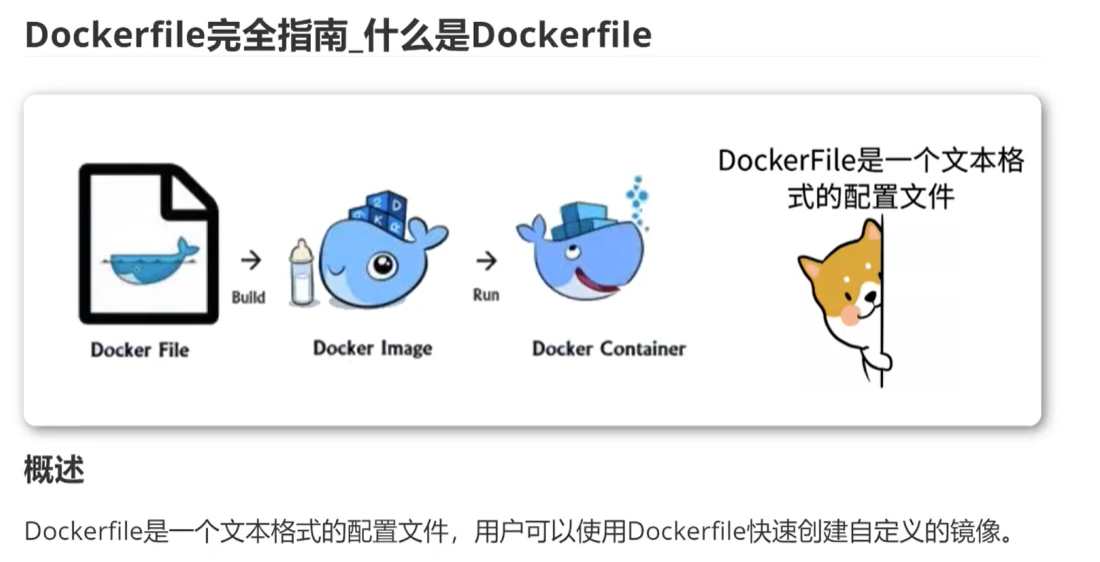 Dockerfile完全指南_什么是Dockerfile
DockerFile是一个文本格
式的配置文件
Build
Run
Docker File
Docker Image
Docker Container
概述
Dockerfile是一个文本格式的配置文件，用户可以使用Dockerfile快速创建自定义的镜像。